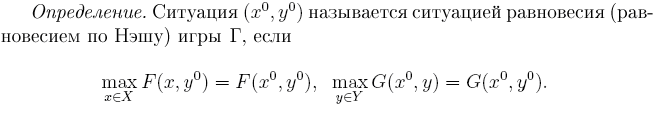 Определение. Ситуация (x⁰, y⁰) называется ситуацией равновесия (рав-
новесием по Нэшу) игры Γ, если
max F(x, y⁰) = F(x⁰, y⁰), max G(x⁰, y) = G(x⁰, y⁰).
x∈X y∈Y